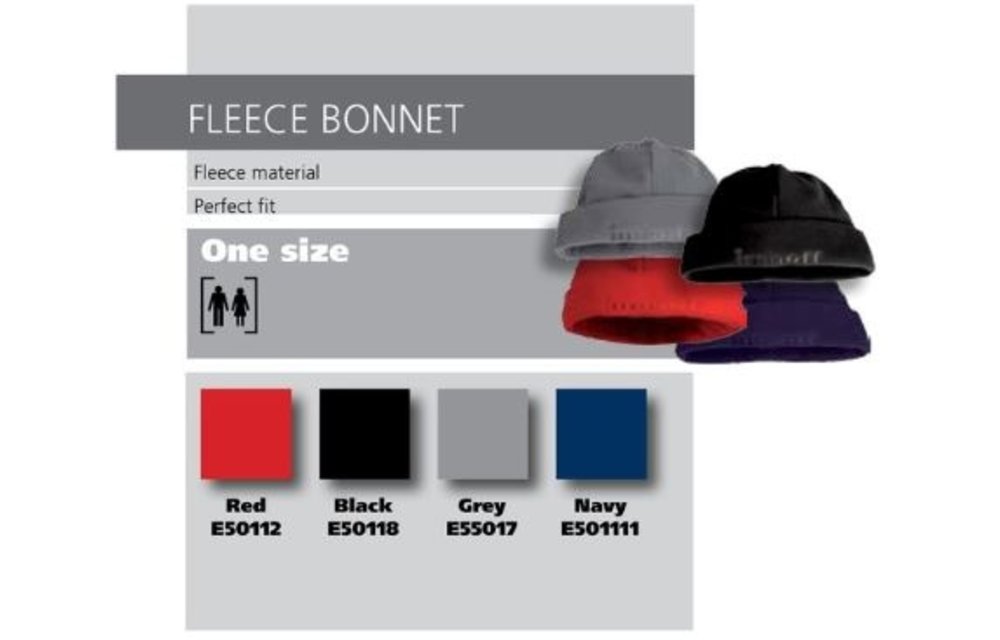 FLEECE BONNET
Fleece material
Perfect fit
One size
Red
E50112
Black
E50118
Grey
E55017
Navy
E501111